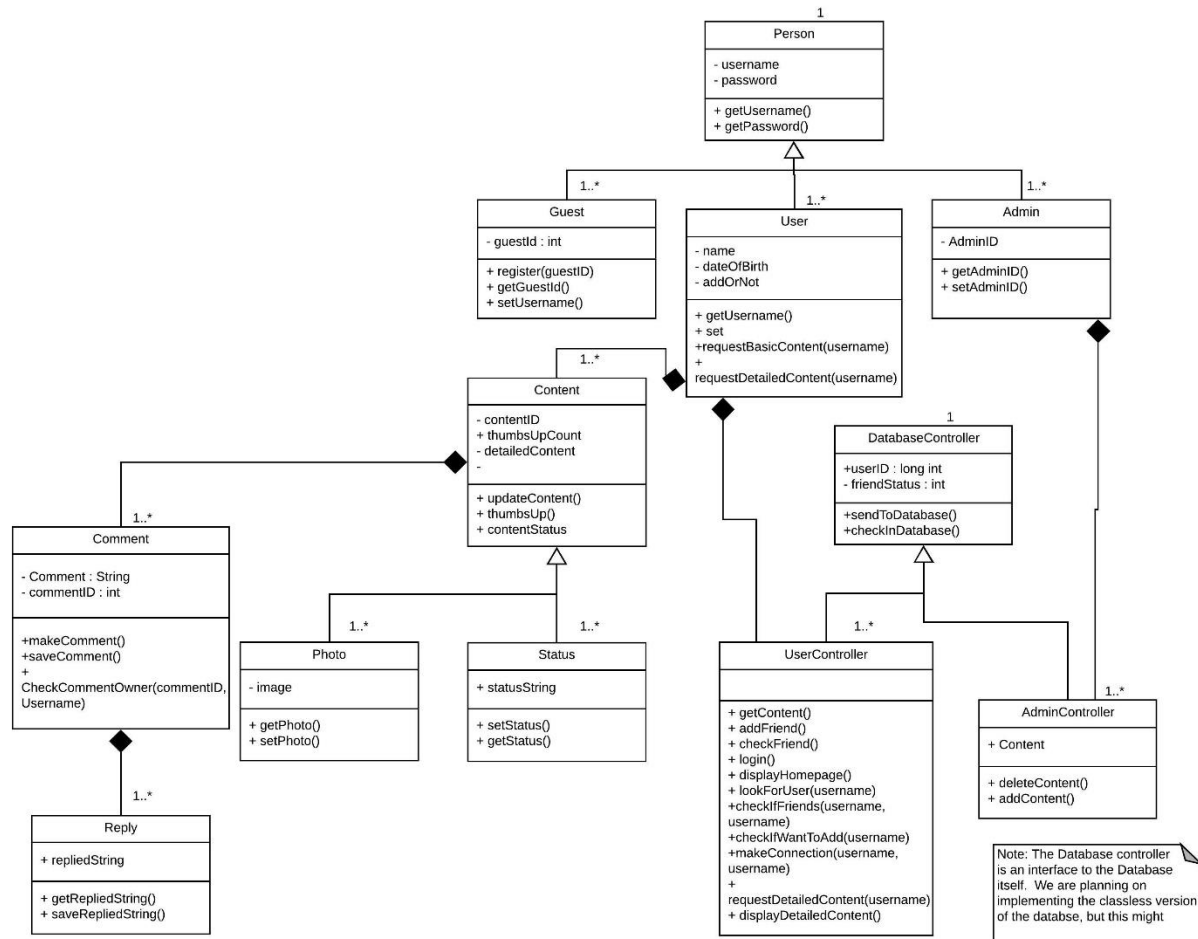 1
Person
- username
- password
+ getUsername()
+ getPassword()
1..*
Guest
- guestId : int
+ register(guestID)
+ getGuestId()
+ setUsername()
1..*
User
- name
- dateOfBirth
- addOrNot
+ getUsername()
+ set
+requestBasicContent(username)
+
requestDetailedContent(username)
1..*
Admin
- AdminID
+ getAdminID()
+ setAdminID()
1..*
Content
- contentID
+ thumbsUpCount
- detailedContent
-
+ updateContent()
+ thumbsUp()
+ contentStatus
1
DatabaseController
+userID : long int
- friendStatus : int
+sendToDatabase()
+checkInDatabase()
1..*
Comment
- Comment : String
- commentID : int
+makeComment()
+saveComment()
+
CheckCommentOwner(commentID,
Username)
1..*
Photo
- image
+ getPhoto()
+ setPhoto()
1..*
Status
+ statusString
+ setStatus()
+ getStatus()
1..*
UserController
+ getContent()
+ addFriend()
+ checkFriend()
+ login()
+ displayHomepage()
+ lookForUser(username)
+checkIfFriends(username,
username)
+checkIfWantToAdd(username)
+makeConnection(username,
username)
+
requestDetailedContent(username)
+ displayDetailedContent()
1..*
AdminController
+ Content
+ deleteContent()
+ addContent()
1..*
Reply
+ repliedString
+ getRepliedString()
+ saveRepliedString()
Note: The Database controller
is an interface to the Database
itself. We are planning on
implementing the classless version
of the databse, but this might